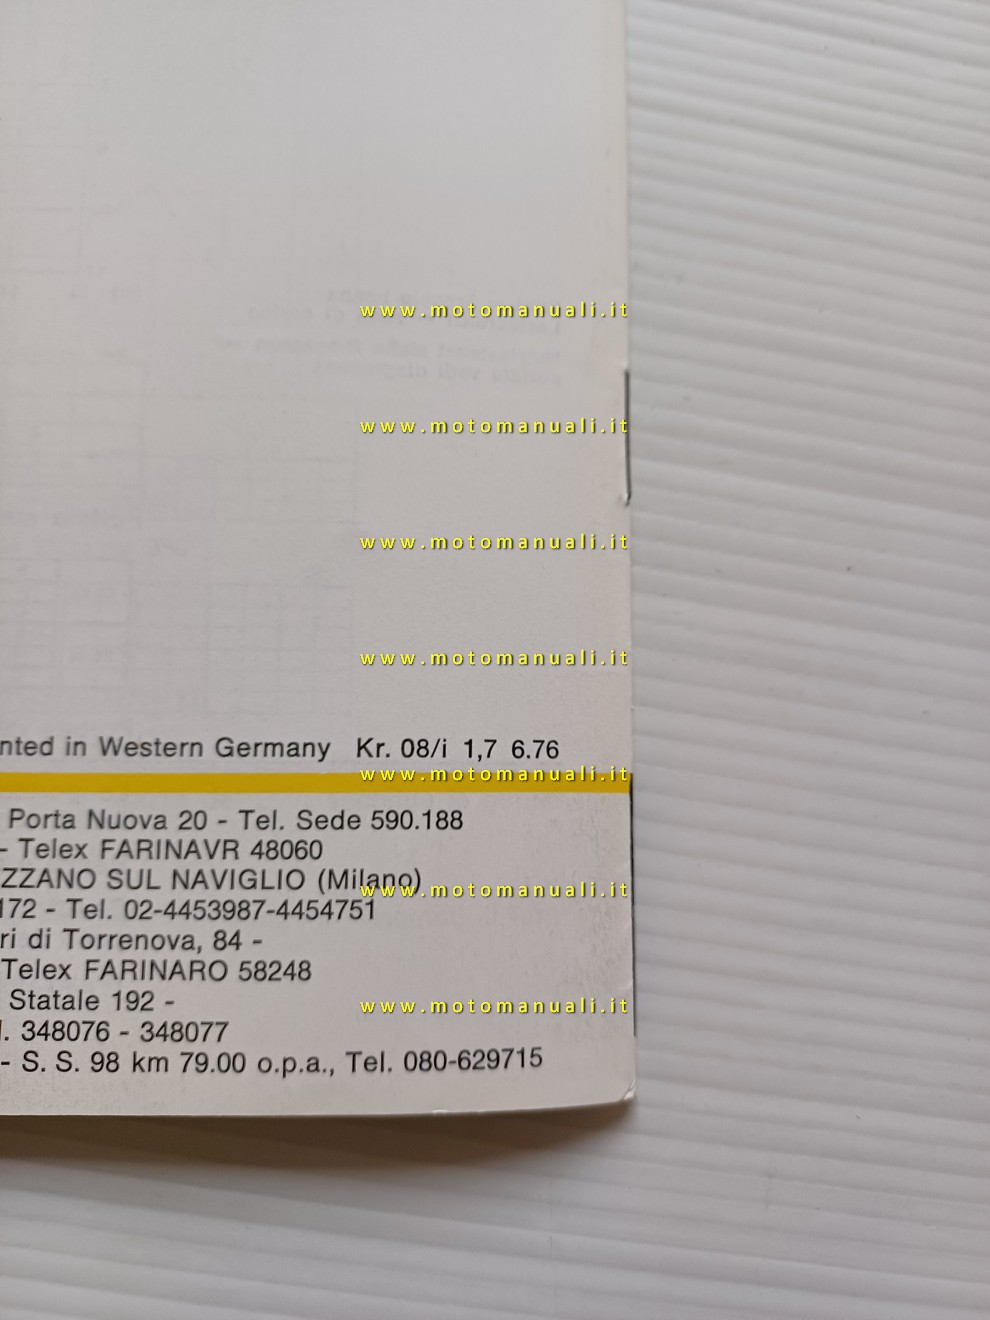 www.motomanuali.it
www.motomanuali.it
www.motomanuali.it
www.motomanuali.it
nted in Western Germany Kr. 08/i 1,7 6.76
www.motomanuali.it
Porta Nuova 20 - Tel. Sede 590.188
- Telex FARINAVR 48060
ZZANO SUL NAVIGLIO (Milano)
www.motomanuali.it
172 - Tel. 02-4453987-4454751
ri di Torrenova, 84 -
Telex FARINARO 58248
Statale 192 -
www.motomanuali.it
l. 348076 - 348077
- S. S. 98 km 79.00 o.p.a., Tel. 080-629715